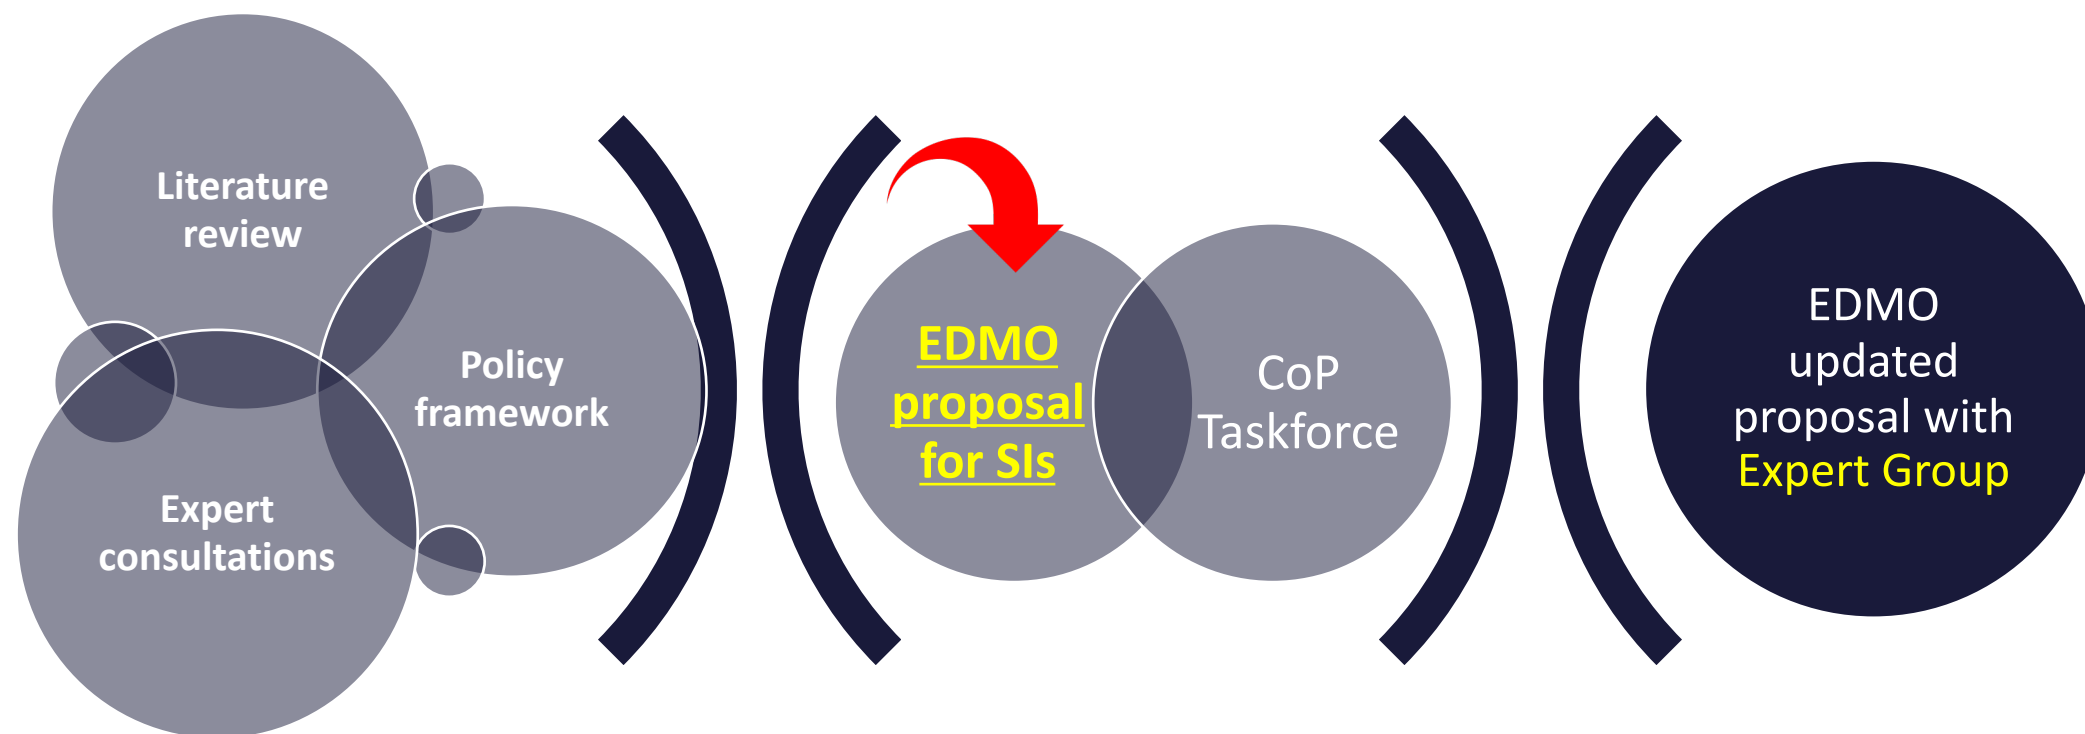 Literature
review
Policy
framework
Expert
consultations
EDMO
proposal
for SIs
CoP
Taskforce
EDMO
updated
proposal with
Expert Group